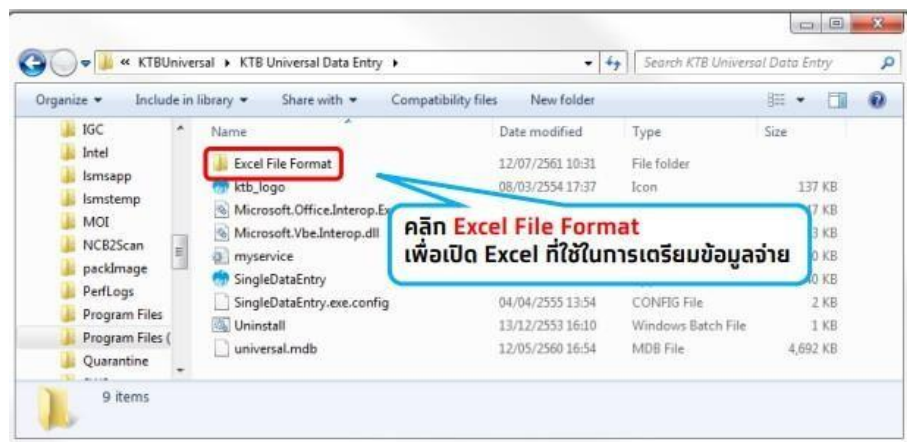 « KTBUniversal ▸ KTB Universal Data Entry ▸
Search KTB Universal Data Entry
Organize
Include in library
Share with
Compatibility files
New folder
IGC
Intel
Ismsapp
Ismstemp
MOI
NCB2Scan
packImage
PerfLogs
Program Files
Program Files (
Quarantine
Name
Date modified
Type
Size
Excel File Format
12/07/2561 10:31
File folder
ktb_logo
08/03/2554 17:37
Icon
137 KB
Microsoft.Office.Interop.Ex
KB
Microsoft.Vbe.Interop.dll
KB
myservice
KB
SingleDataEntry
KB
SingleDataEntry.exe.config
04/04/2555 13:54
CONFIG File
2 KB
Uninstall
13/12/2553 16:10
Windows Batch File
1 KB
universal.mdb
12/05/2560 16:54
MDB File
4,692 KB
คลิก Excel File Format
เพื่อเปิด Excel ที่ใช้ในการเตรียมข้อมูลจ่าย
9 items